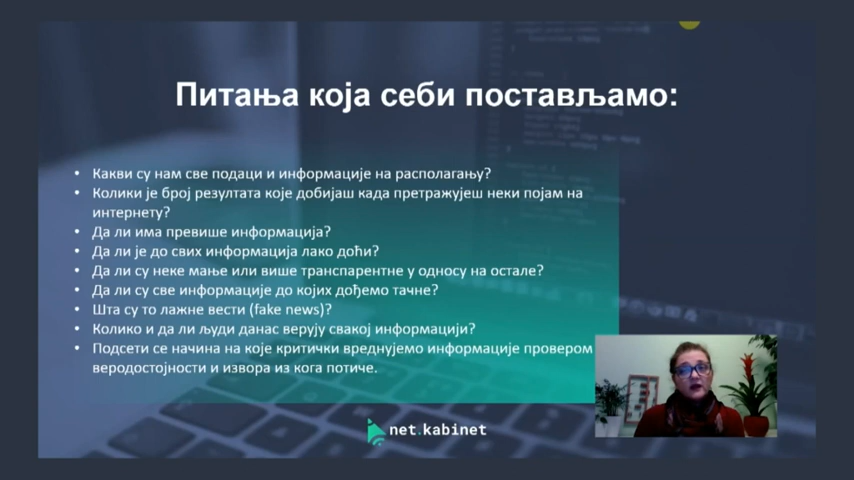 Питања која себи постављамо:
• Какви су нам све подаци и информације на располагању?
• Колики је број резултата које добијаш када претражујеш неки појам на
интернету?
• Да ли има превише информација?
• Да ли је до свих информација лако доћи?
• Да ли су неке мање или више транспарентне у односу на остале?
• Да ли су све информације до којих дођемо тачне?
• Шта су то лажне вести (fake news)?
• Колико и да ли људи данас верују свакој информацији?
• Подсети се начина на које критички вреднујемо информације провером
веродостојности и извора из кога потиче.
net.kabinet